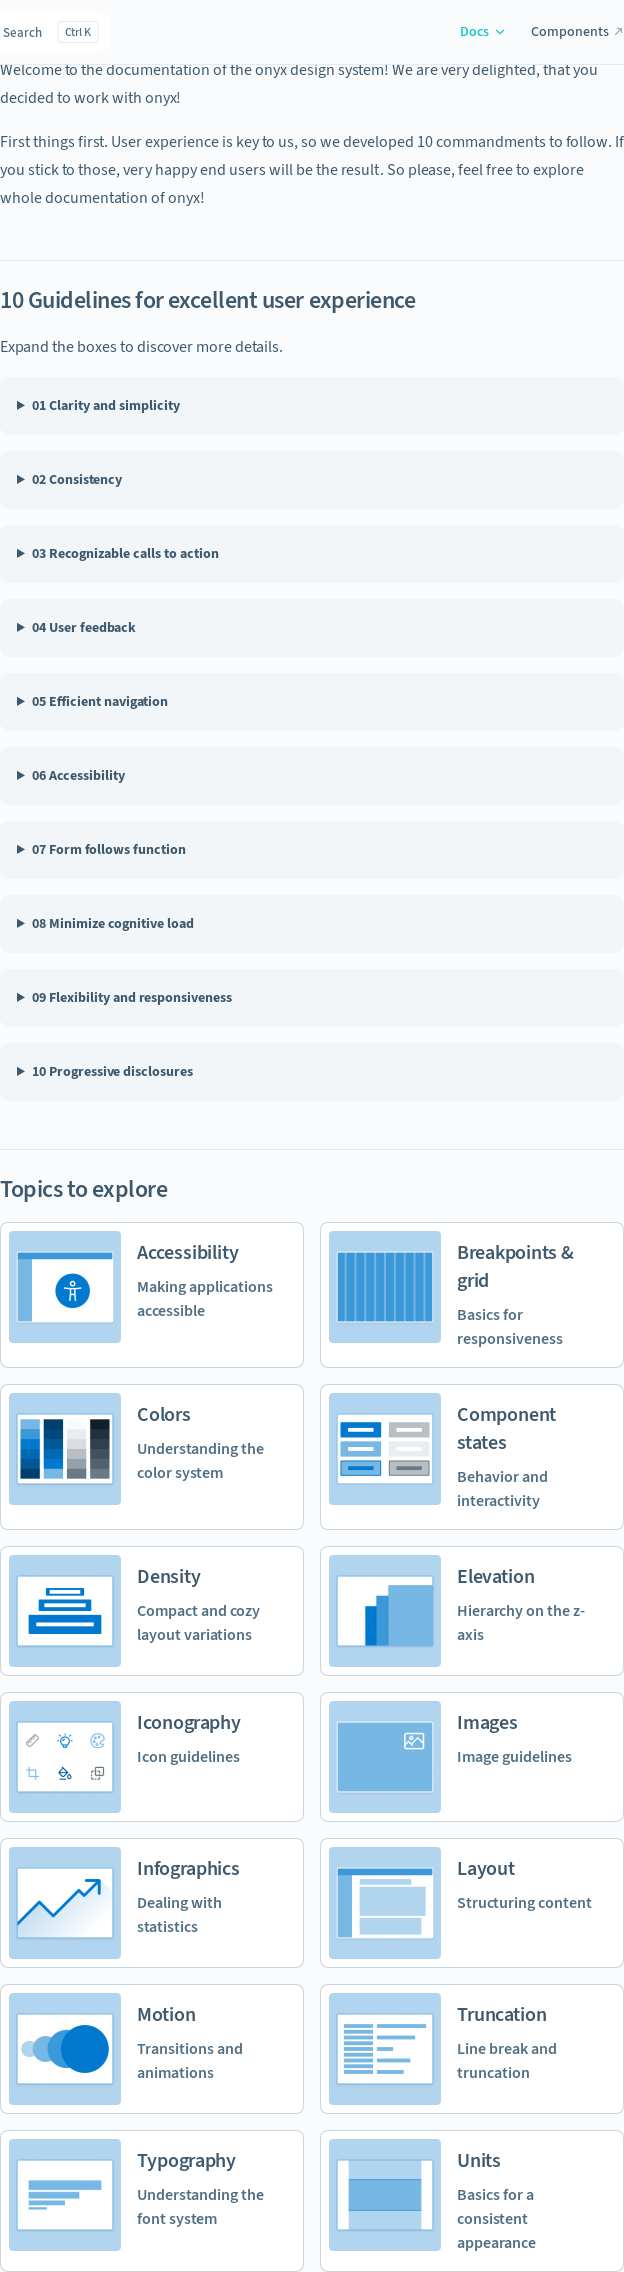 Search Ctrl K Docs Components
Welcome to the documentation of the onyx design system! We are very delighted, that you
decided to work with onyx!
First things first. User experience is key to us, so we developed 10 commandments to follow. If
you stick to those, very happy end users will be the result. So please, feel free to explore
whole documentation of onyx!
10 Guidelines for excellent user experience
Expand the boxes to discover more details.
01 Clarity and simplicity
02 Consistency
03 Recognizable calls to action
04 User feedback
05 Efficient navigation
06 Accessibility
07 Form follows function
08 Minimize cognitive load
09 Flexibility and responsiveness
10 Progressive disclosures
Topics to explore
Accessibility
Making applications
accessible
Breakpoints &
grid
Basics for
responsiveness
Colors
Understanding the
color system
Component
states
Behavior and
interactivity
Density
Compact and cozy
layout variations
Elevation
Hierarchy on the z-
axis
Iconography
Icon guidelines
Images
Image guidelines
Infographics
Dealing with
statistics
Layout
Structuring content
Motion
Transitions and
animations
Truncation
Line break and
truncation
Typography
Understanding the
font system
Units
Basics for a
consistent
appearance